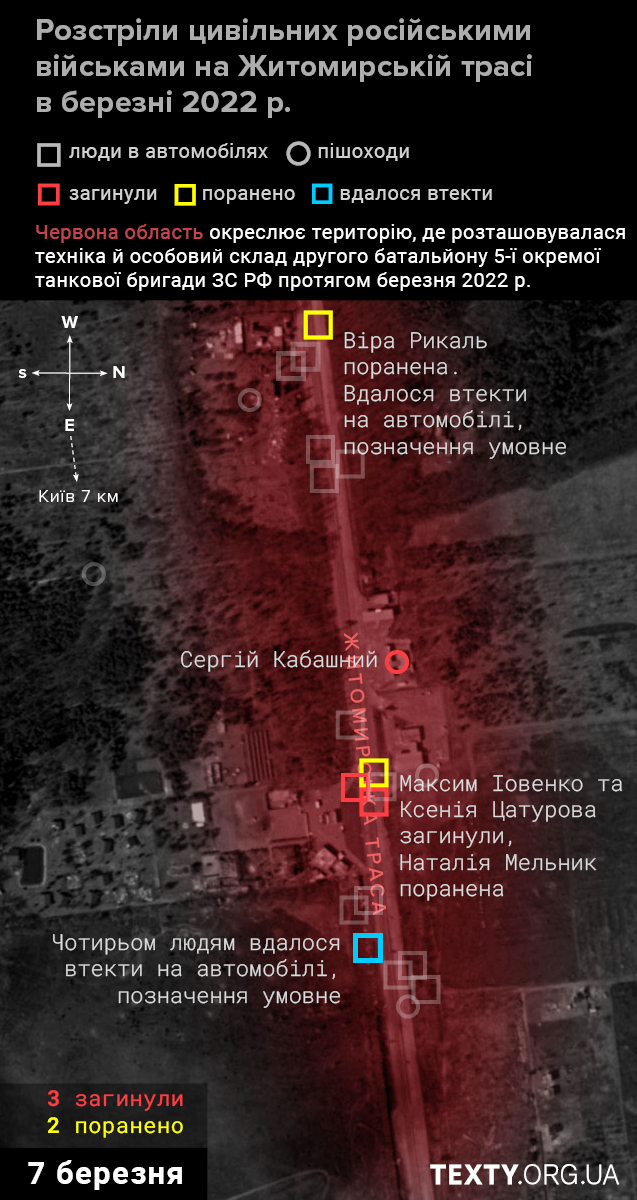 Розстріли цивільних російськими
військами на Житомирській трасі
в березні 2022 р.
люди в автомобілях пішоходи
загинули поранено вдалося втекти
Червона область окреслює територію, де розташовувалася
техніка й особовий склад другого батальйону 5-ї окремої
танкової бригади ЗС РФ протягом березня 2022 р.
W
S N
E
Київ 7 км
Віра Рикаль
поранена.
Вдалося втекти
на автомобілі,
позначення умовне
Сергій Кабашний
ЖИТОМИРСЬКА ТРАСА
Максим Іовенко та
Ксенія Цатурова
загинули,
Наталія Мельник
поранена
Чотирьом людям вдалося
втекти на автомобілі,
позначення умовне
3 загинули
2 поранено
7 березня
TEXTY.ORG.UA